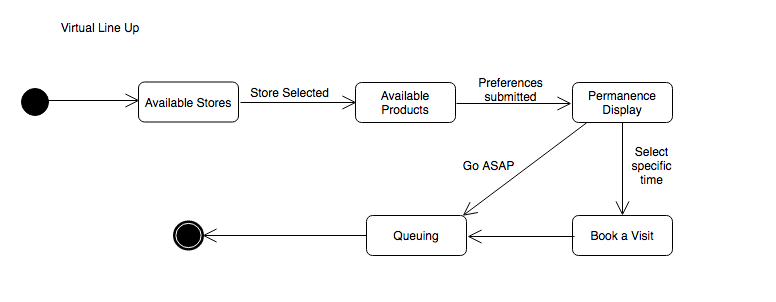 Virtual Line Up
Available Stores
Store Selected
Available
Products
Preferences
submitted
Permanence
Display
Go ASAP
Select
specific
time
Queuing
Book a Visit